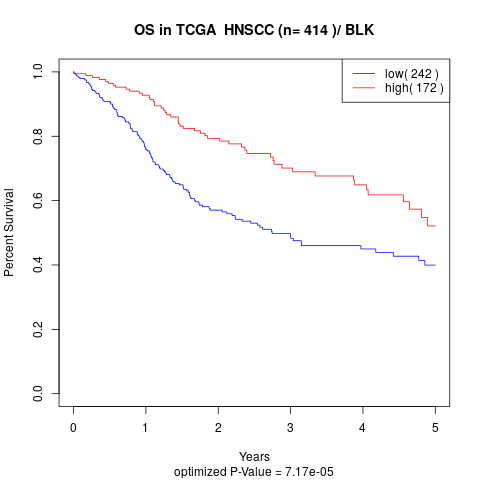 OS in TCGA  HNSCC (n= 414 )/ BLK
low( 242 )
high( 172 )
Percent Survival
1.0
0.8
0.6
0.4
0.2
0.0
0 1 2 3 4 5
Years
optimized P-Value = 7.17e-05